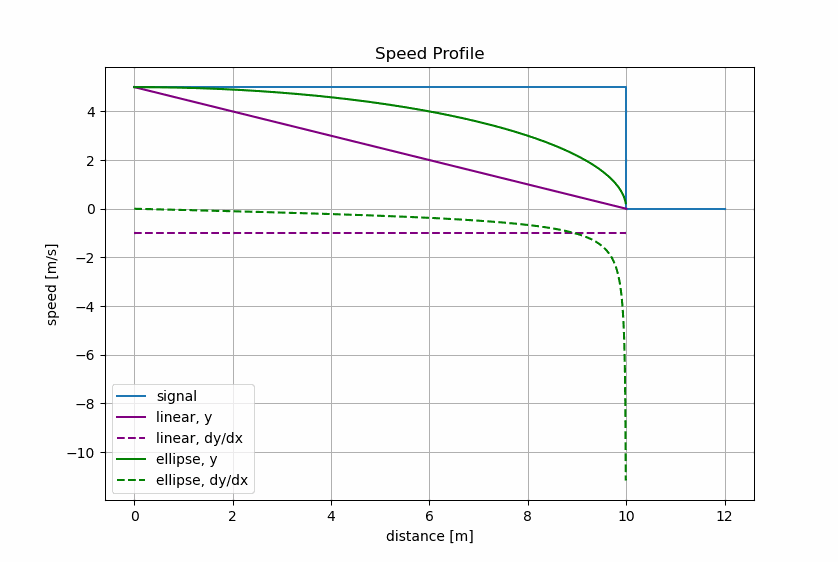 Speed Profile
speed [m/s]
4
2
0
−2
−4
−6
−8
−10
signal
linear, y
linear, dy/dx
ellipse, y
ellipse, dy/dx
0 2 4 6 8 10 12
distance [m]